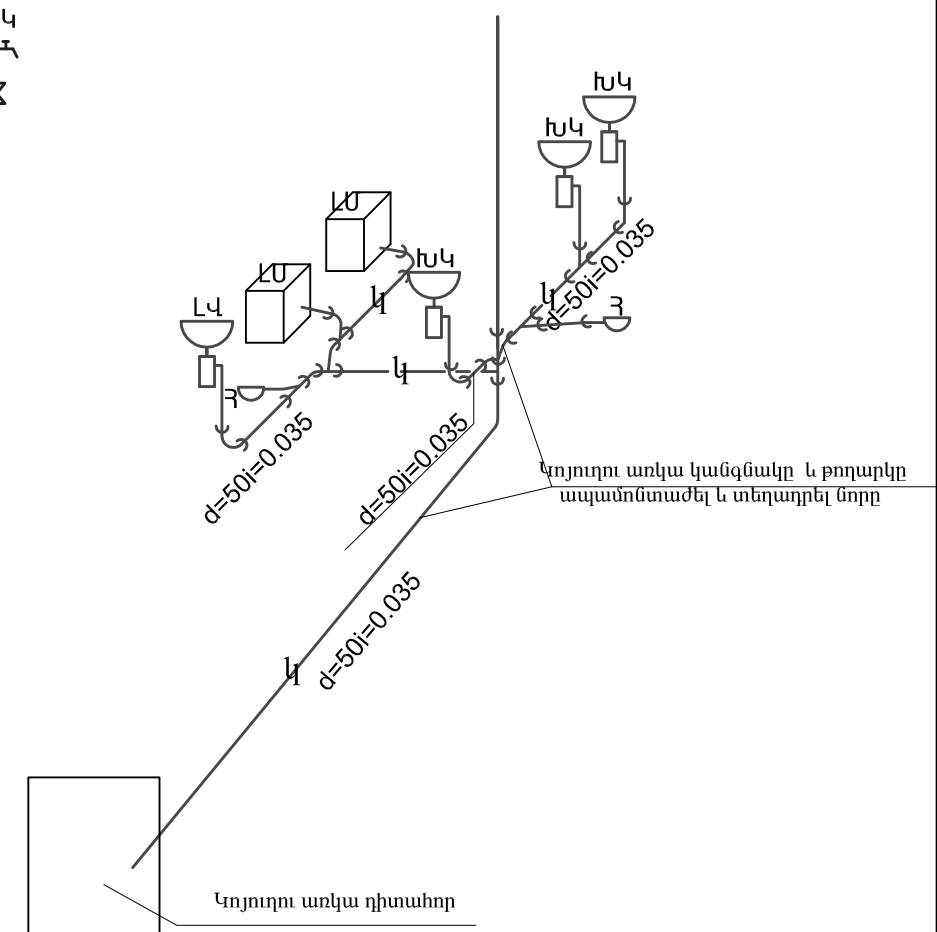 ԽԿ
ԽԿ
ԼՄ
ԽԿ
ԼՄ
կ
կ
d=50i=0.035
Հ
ԼՎ
կ
Հ
d=50i=0.035
d=50i=0.035
Կոյուղու առկա կանգնակը և թողարկը
ապամոնտաժել և տեղադրել նորը
d=50i=0.035
կ
Կոյուղու առկա դիտահոր